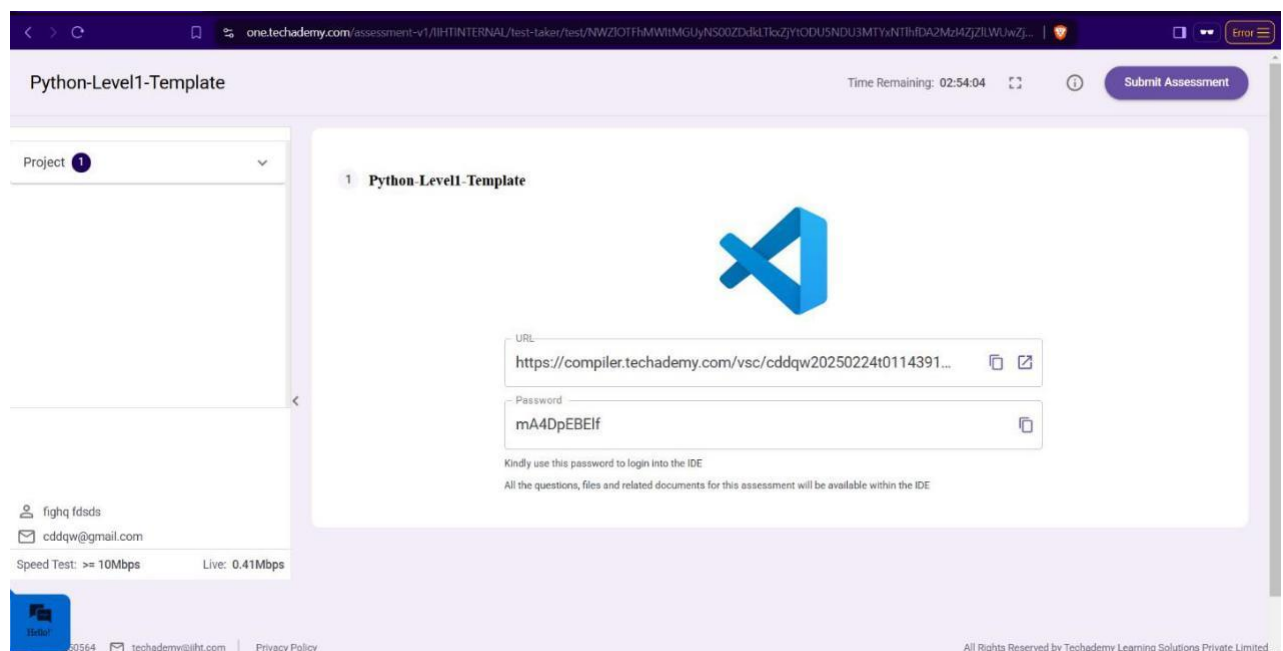 one.techademy.com/assessment-v1/IIHTINTERNAL/test-taker/test/
Error
Python-Level1-Template
Time Remaining: 02:54:04
Submit Assessment
Project 1
1 Python-Level1-Template
URL
https://compiler.techademy.com/vsc/cddqw20250224t0114391...
Password
mA4DpEBElf
Kindly use this password to login into the IDE
All the questions, files and related documents for this assessment will be available within the IDE
fighq fdsds
cddqw@gmail.com
Speed Test: >= 10Mbps Live: 0.41Mbps
Hello!
techademy@iiht.com | Privacy Policy
All Rights Reserved by Techademy Learning Solutions Private Limited